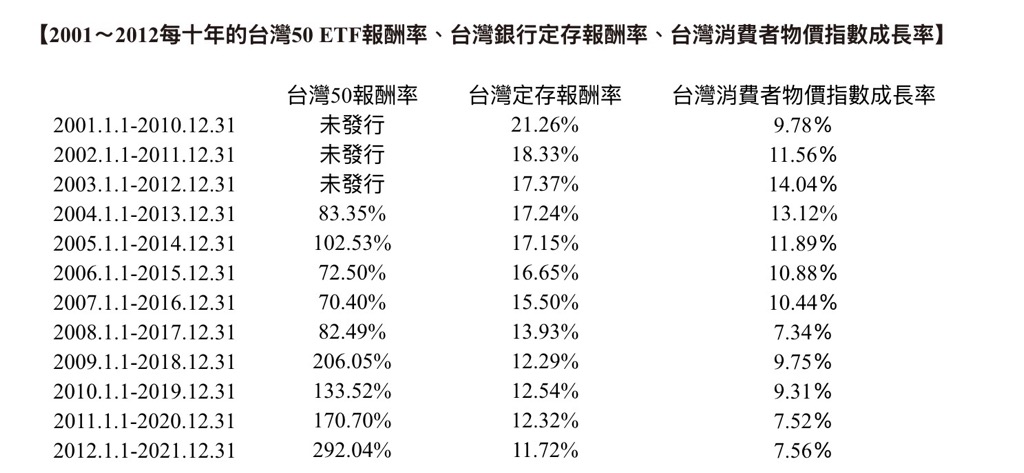 【2001～2012每十年的台灣50 ETF報酬率、台灣銀行定存報酬率、台灣消費者物價指數成長率】
台灣50報酬率 台灣定存報酬率 台灣消費者物價指數成長率
2001.1.1-2010.12.31 未發行 21.26% 9.78%
2002.1.1-2011.12.31 未發行 18.33% 11.56%
2003.1.1-2012.12.31 未發行 17.37% 14.04%
2004.1.1-2013.12.31 83.35% 17.24% 13.12%
2005.1.1-2014.12.31 102.53% 17.15% 11.89%
2006.1.1-2015.12.31 72.50% 16.65% 10.88%
2007.1.1-2016.12.31 70.40% 15.50% 10.44%
2008.1.1-2017.12.31 82.49% 13.93% 7.34%
2009.1.1-2018.12.31 206.05% 12.29% 9.75%
2010.1.1-2019.12.31 133.52% 12.54% 9.31%
2011.1.1-2020.12.31 170.70% 12.32% 7.52%
2012.1.1-2021.12.31 292.04% 11.72% 7.56%